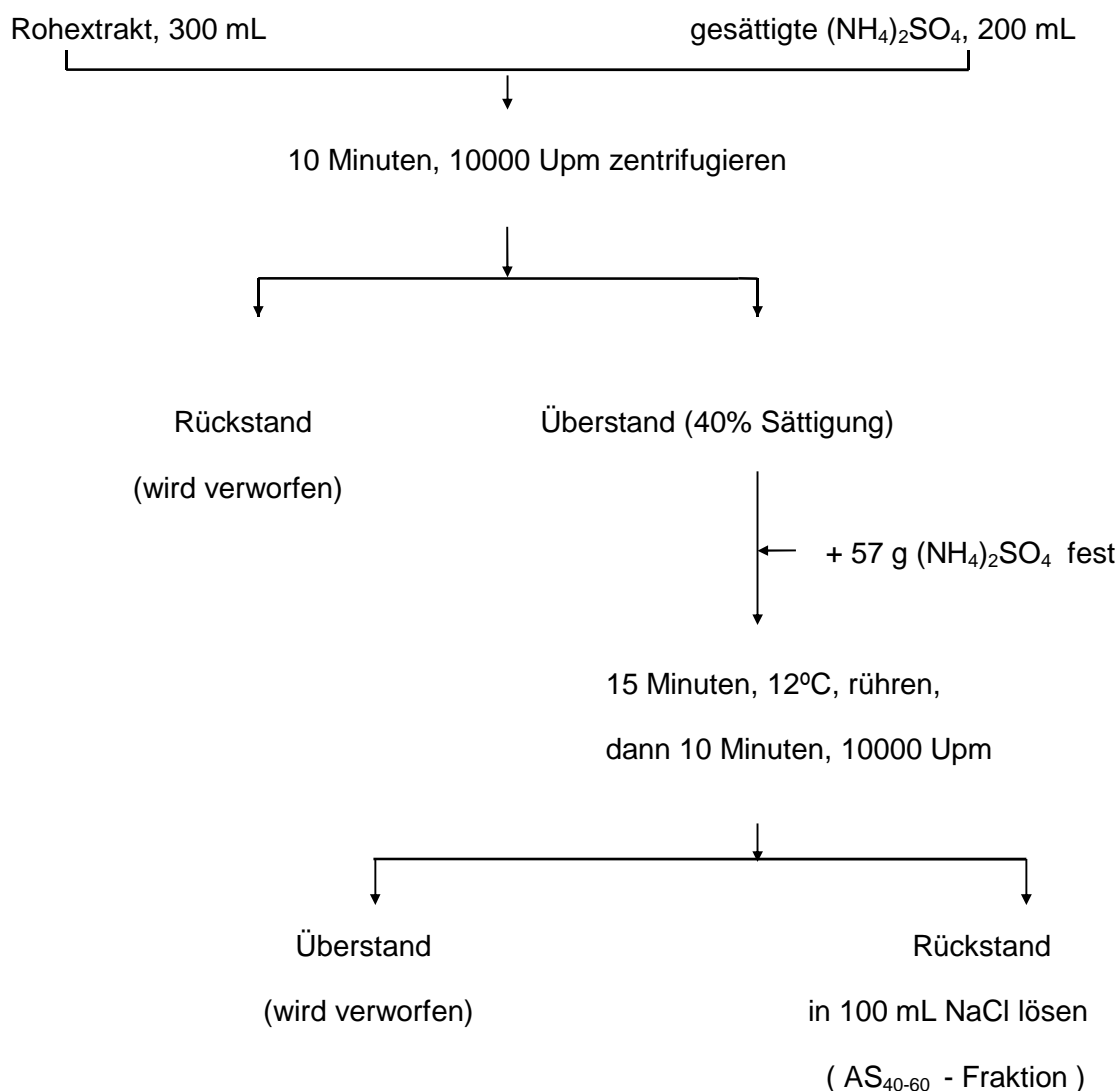 Rohextrakt, 300 mL
gesättigte (NH₄)₂SO₄, 200 mL
10 Minuten, 10000 Upm zentrifugieren
Rückstand
Überstand (40% Sättigung)
(wird verworfen)
+ 57 g (NH₄)₂SO₄ fest
15 Minuten, 12ºC, rühren,
dann 10 Minuten, 10000 Upm
Überstand
Rückstand
(wird verworfen)
in 100 mL NaCl lösen
( AS₄₀₋₆₀ - Fraktion )